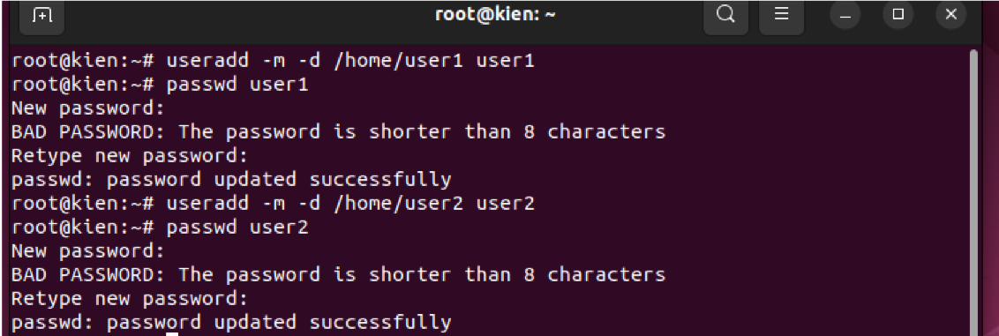 root@kien: ~
root@kien:~# useradd -m -d /home/user1 user1
root@kien:~# passwd user1
New password:
BAD PASSWORD: The password is shorter than 8 characters
Retype new password:
passwd: password updated successfully
root@kien:~# useradd -m -d /home/user2 user2
root@kien:~# passwd user2
New password:
BAD PASSWORD: The password is shorter than 8 characters
Retype new password:
passwd: password updated successfully